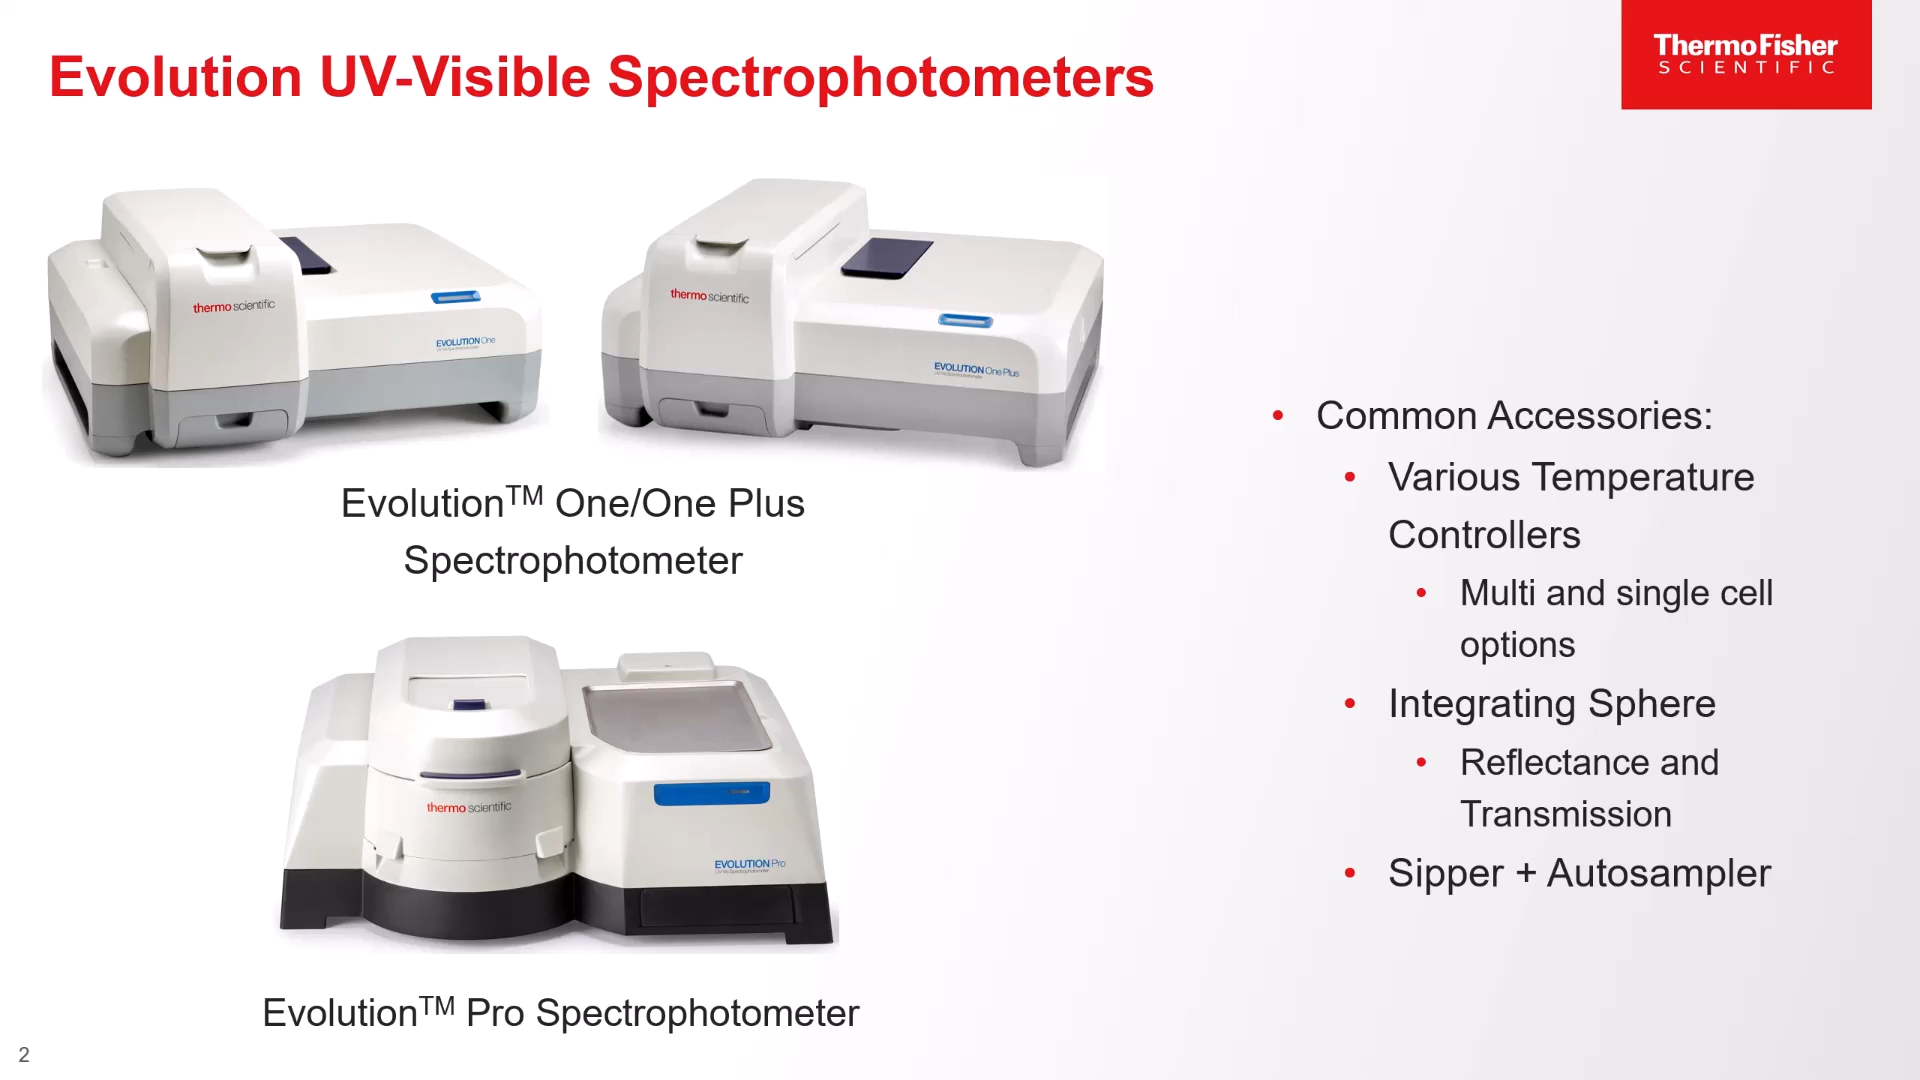 Evolution UV-Visible Spectrophotometers
ThermoFisher
SCIENTIFIC
thermo scientific
EVOLUTION One
thermo scientific
EVOLUTION One Plus
Evolution™ One/One Plus
Spectrophotometer
thermo scientific
EVOLUTION Pro
Evolution™ Pro Spectrophotometer
• Common Accessories:
• Various Temperature
Controllers
• Multi and single cell
options
• Integrating Sphere
• Reflectance and
Transmission
• Sipper + Autosampler
2